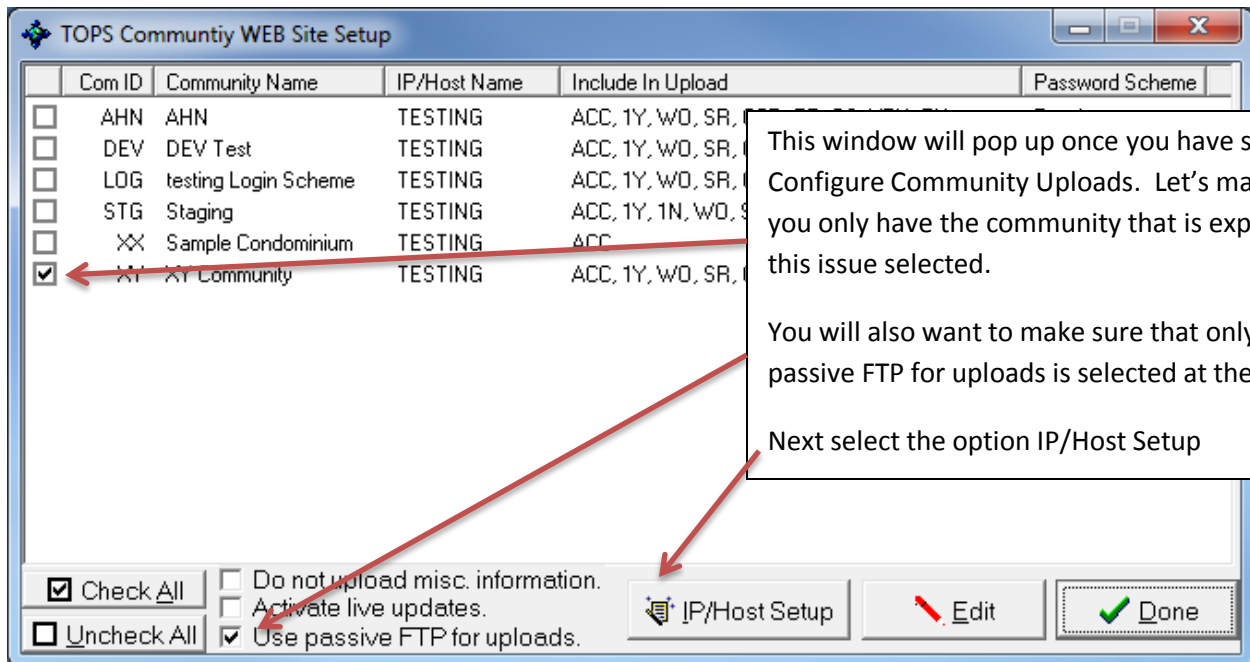 TOPS Communtiy WEB Site Setup
Com ID Community Name IP/Host Name Include In Upload Password Scheme
AHN AHN TESTING ACC, 1Y, WO, SR,
DEV DEV Test TESTING ACC, 1Y, WO, SR,
LOG testing Login Scheme TESTING ACC, 1Y, WO, SR,
STG Staging TESTING ACC, 1Y, 1N, WO,
XX Sample Condominium TESTING ACC
XY XY Community TESTING ACC, 1Y, WO, SR,
This window will pop up once you have
Configure Community Uploads. Let's
you only have the community that is
this issue selected.
You will also want to make sure that only
passive FTP for uploads is selected at the
Next select the option IP/Host Setup
Check All
Uncheck All
Do not upload misc. information.
Activate live updates.
Use passive FTP for uploads.
IP/Host Setup
Edit
Done